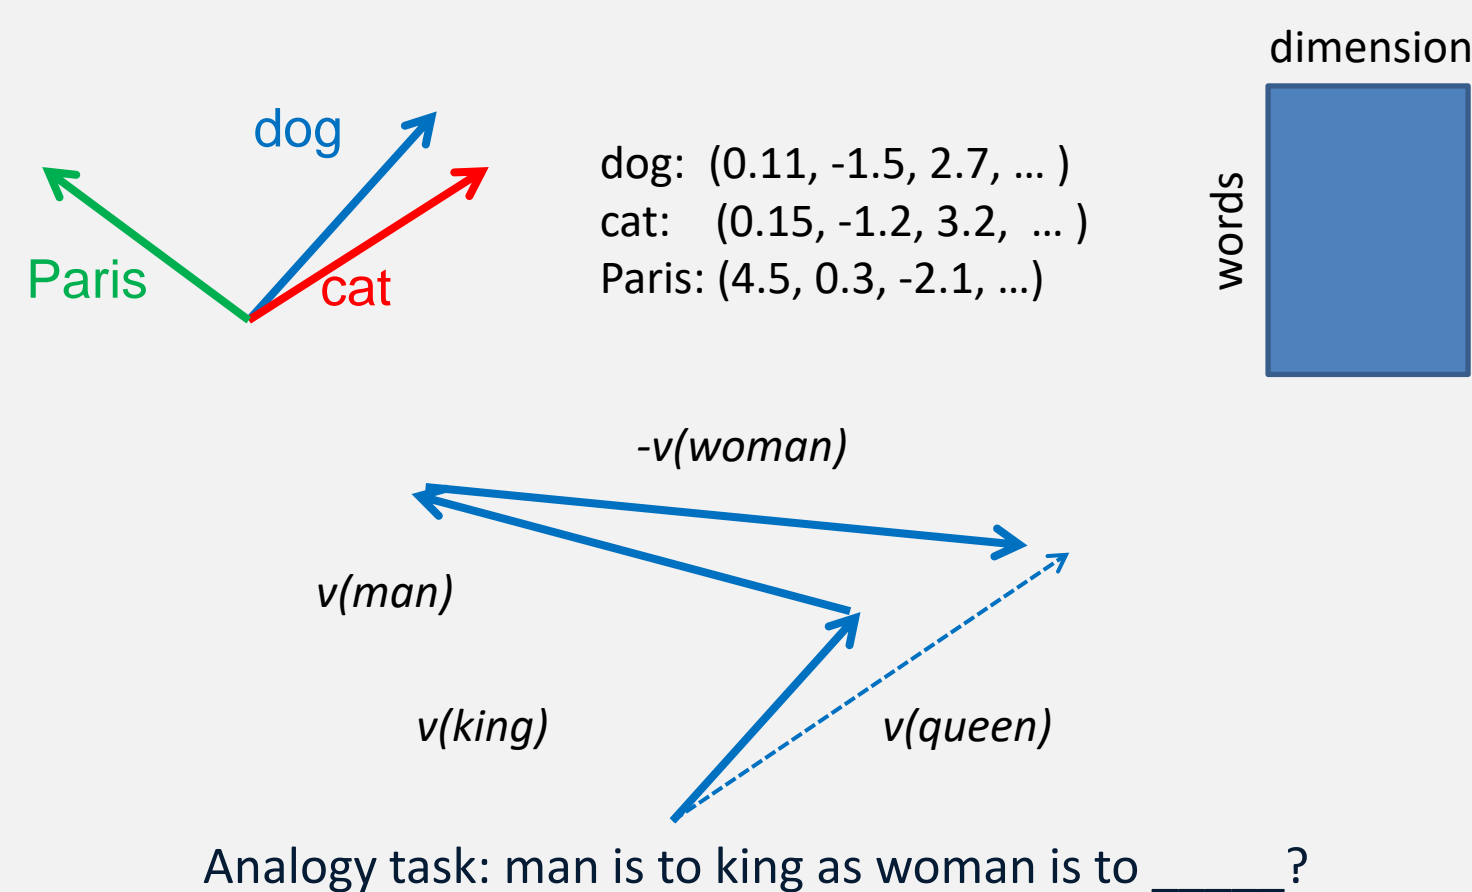 dimension
dog
dog: (0.11, -1.5, 2.7, … )
cat: (0.15, -1.2, 3.2, … )
Paris: (4.5, 0.3, -2.1, …)
words
Paris
cat
-v(woman)
v(man)
v(king)
v(queen)
Analogy task: man is to king as woman is to _____?